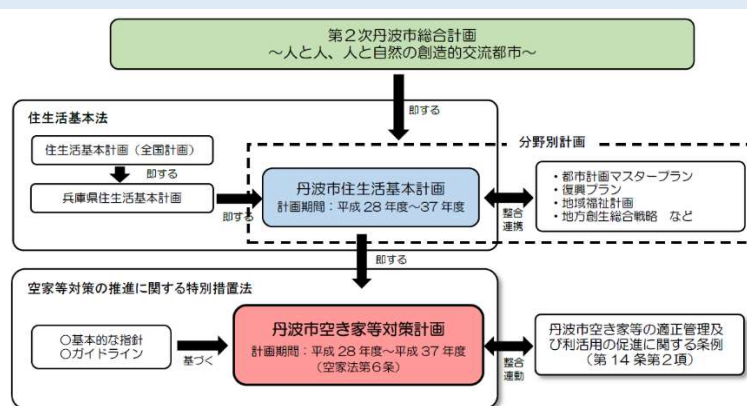 第2次丹波市総合計画
~人と人、人と自然の創造的交流都市~
即する
住生活基本法
分野別計画
住生活基本計画(全国計画)
即する
兵庫県住生活基本計画
即する
丹波市住生活基本計画
計画期間:平成28年度~37年度
整合
連携
・都市計画マスタープラン
・復興プラン
・地域福祉計画
・地方創生総合戦略 など
即する
空家等対策の推進に関する特別措置法
○基本的な指針
○ガイドライン
基づく
丹波市空き家等対策計画
計画期間:平成28年度~平成37年度
(空家法第6条)
整合
連動
丹波市空き家等の適正管理及
び利活用の促進に関する条例
(第14条第2項)